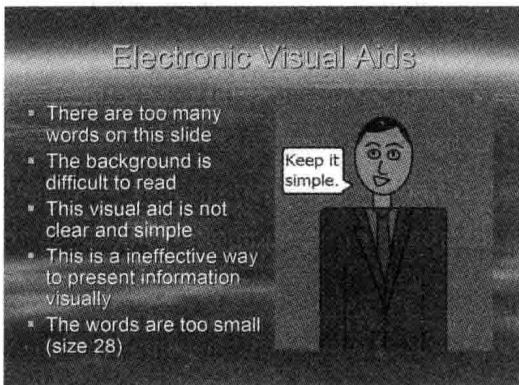 Electronic Visual Aids
▪ There are too many
words on this slide
▪ The background is
difficult to read
▪ This visual aid is not
clear and simple
▪ This is a ineffective way
to present information
visually
▪ The words are too small
(size 28)
Keep it
simple.